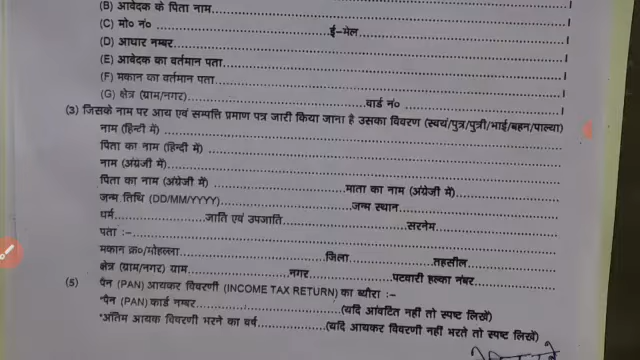 (B) आवेदक के पिता नाम.......................................................................।
(C) मो० नं० ..................................ई-मेल.......................................।
(D) आधार नम्बर..............................................................................।
(E) आवेदक का वर्तमान पता...............................................................।
(F) मकान का वर्तमान पता..................................................................।
(G) क्षेत्र (ग्राम/नगर)...............................................वार्ड नं० ...............................।
(3) जिसके नाम पर आय एवं सम्पत्ति प्रमाण पत्र जारी किया जाना है उसका विवरण (स्वयं/पुत्र/पुत्री/भाई/बहन/पाल्या)
नाम (हिन्दी में) ...............................................................................
पिता का नाम (हिन्दी में) ....................................................................
नाम (अंग्रेजी में)..............................................................................
पिता का नाम (अंग्रेजी में) ..............................माता का नाम (अंग्रेजी में)........................
जन्म तिथि (DD/MM/YYYY)..............................जन्म स्थान...............................
धर्म.....................जाति एवं उपजाति............................सरनेम........................
पता :-.........................................................................................
मकान क्र०/मोहल्ला..............................जिला....................तहसील..................
क्षेत्र (ग्राम/नगर) ग्राम.......................नगर.................पटवारी हल्का नंबर...................
(5) पैन (PAN) आयकर विवरणी (INCOME TAX RETURN) का ब्यौरा :-
*पैन (PAN) कार्ड नम्बर..............................(यदि आंवटित नहीं तो स्पष्ट लिखें)
*अंतिम आयक विवरणी भरने का वर्ष................(यदि आयकर विवरणी नहीं भरते तो स्पष्ट लिखें)